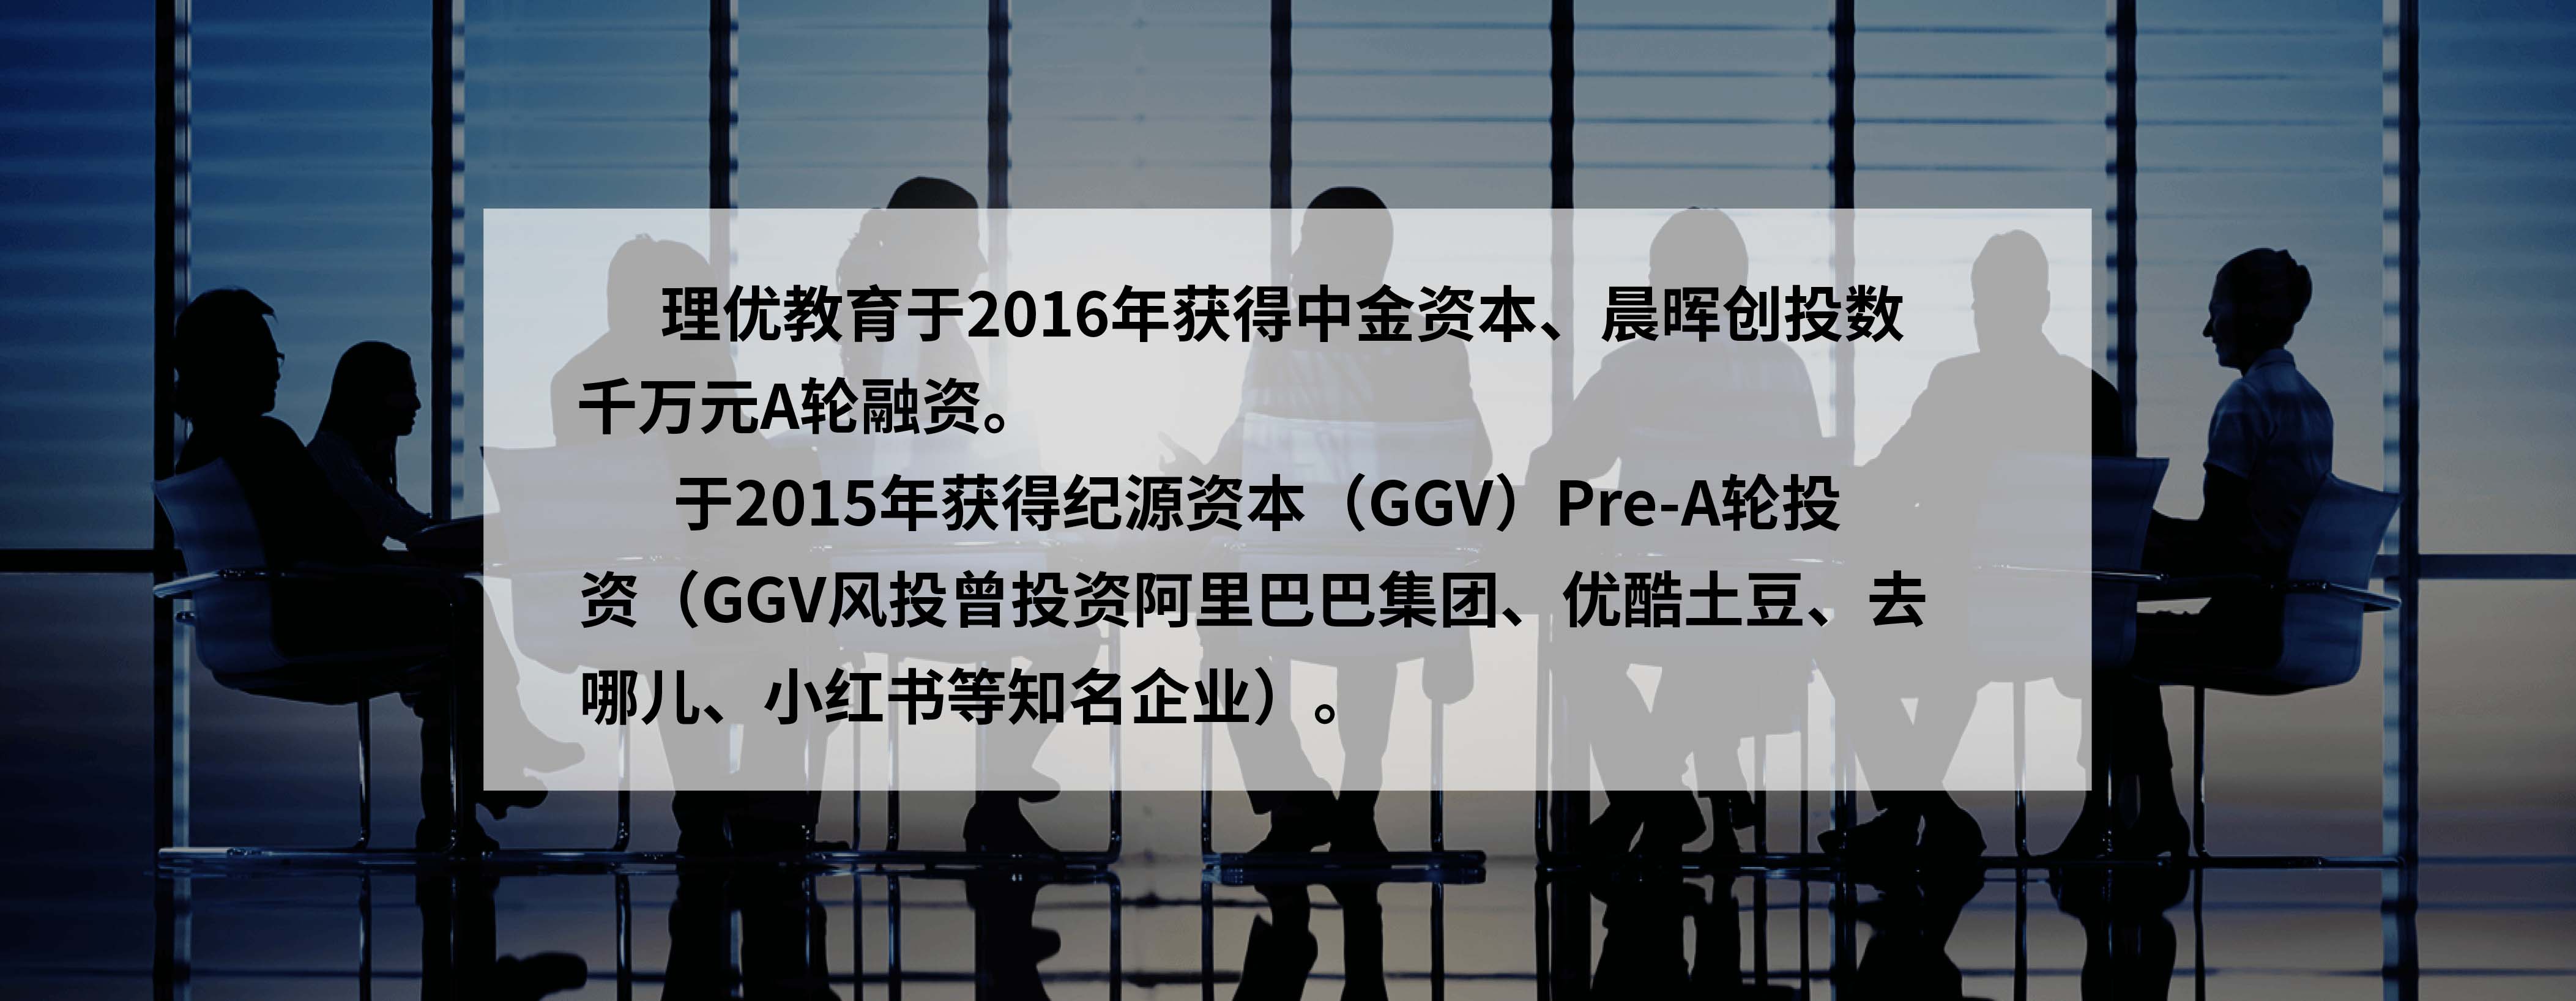 理优教育于2016年获得中金资本、晨晖创投数
千万元A轮融资。
于2015年获得纪源资本（GGV）Pre-A轮投
资（GGV风投曾投资阿里巴巴集团、优酷土豆、去
哪儿、小红书等知名企业）。